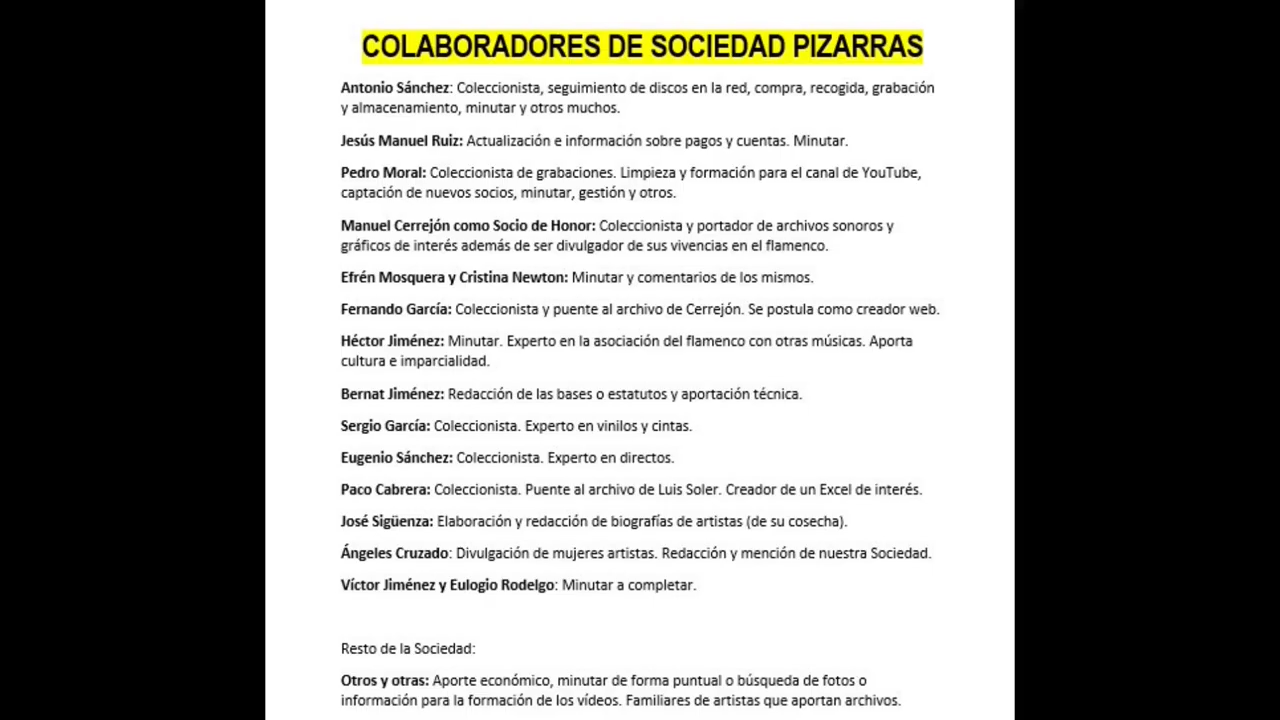 COLABORADORES DE SOCIEDAD PIZARRAS
Antonio Sánchez: Coleccionista, seguimiento de discos en la red, compra, recogida, grabación
y almacenamiento, minutar y otros muchos.
Jesús Manuel Ruiz: Actualización e información sobre pagos y cuentas. Minutar.
Pedro Moral: Coleccionista de grabaciones. Limpieza y formación para el canal de YouTube,
captación de nuevos socios, minutar, gestión y otros.
Manuel Cerrejón como Socio de Honor: Coleccionista y portador de archivos sonoros y
gráficos de interés además de ser divulgador de sus vivencias en el flamenco.
Efrén Mosquera y Cristina Newton: Minutar y comentarios de los mismos.
Fernando García: Coleccionista y puente al archivo de Cerrejón. Se postula como creador web.
Héctor Jiménez: Minutar. Experto en la asociación del flamenco con otras músicas. Aporta
cultura e imparcialidad.
Bernat Jiménez: Redacción de las bases o estatutos y aportación técnica.
Sergio García: Coleccionista. Experto en vinilos y cintas.
Eugenio Sánchez: Coleccionista. Experto en directos.
Paco Cabrera: Coleccionista. Puente al archivo de Luis Soler. Creador de un Excel de interés.
José Sigüenza: Elaboración y redacción de biografías de artistas (de su cosecha).
Ángeles Cruzado: Divulgación de mujeres artistas. Redacción y mención de nuestra Sociedad.
Víctor Jiménez y Eulogio Rodelgo: Minutar a completar.
Resto de la Sociedad:
Otros y otras: Aporte económico, minutar de forma puntual o búsqueda de fotos o
información para la formación de los vídeos. Familiares de artistas que aportan archivos.